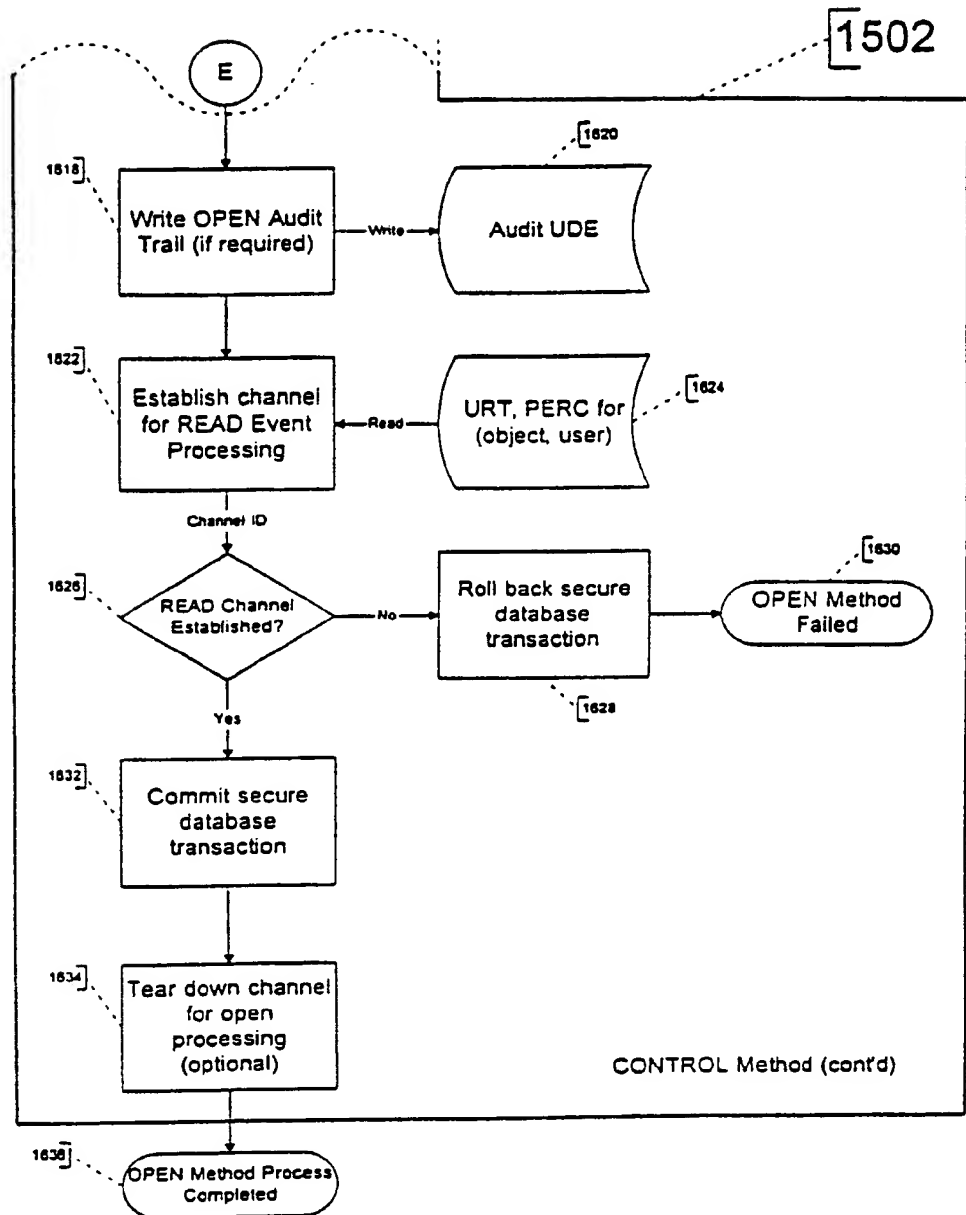 1502
E
1618
Write OPEN Audit
Trail (if required)
Write
1620
Audit UDE
1622
Establish channel
for READ Event
Processing
Read
URT, PERC for
(object, user)
1624
Channel ID
1626
READ Channel
Established?
No
Roll back secure
database
transaction
1628
1630
OPEN Method
Failed
Yes
1632
Commit secure
database
transaction
1634
Tear down channel
for open
processing
(optional)
CONTROL Method (cont'd)
1636
OPEN Method Process
Completed